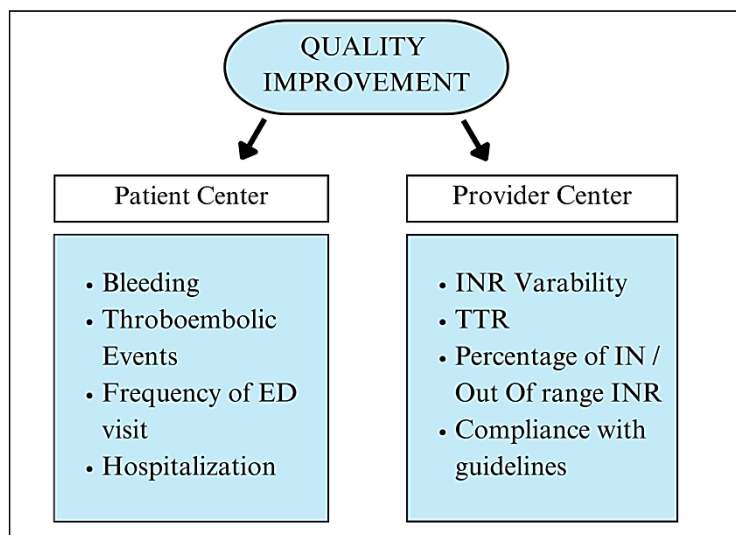 QUALITY
IMPROVEMENT
Patient Center
• Bleeding
• Throboembolic
Events
• Frequency of ED
visit
• Hospitalization
Provider Center
• INR Varability
• TTR
• Percentage of IN /
Out Of range INR
• Compliance with
guidelines